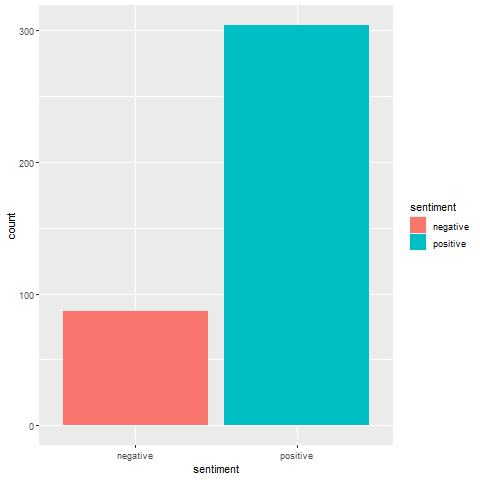 300
200
100
0
count
negative
positive
sentiment
sentiment
negative
positive